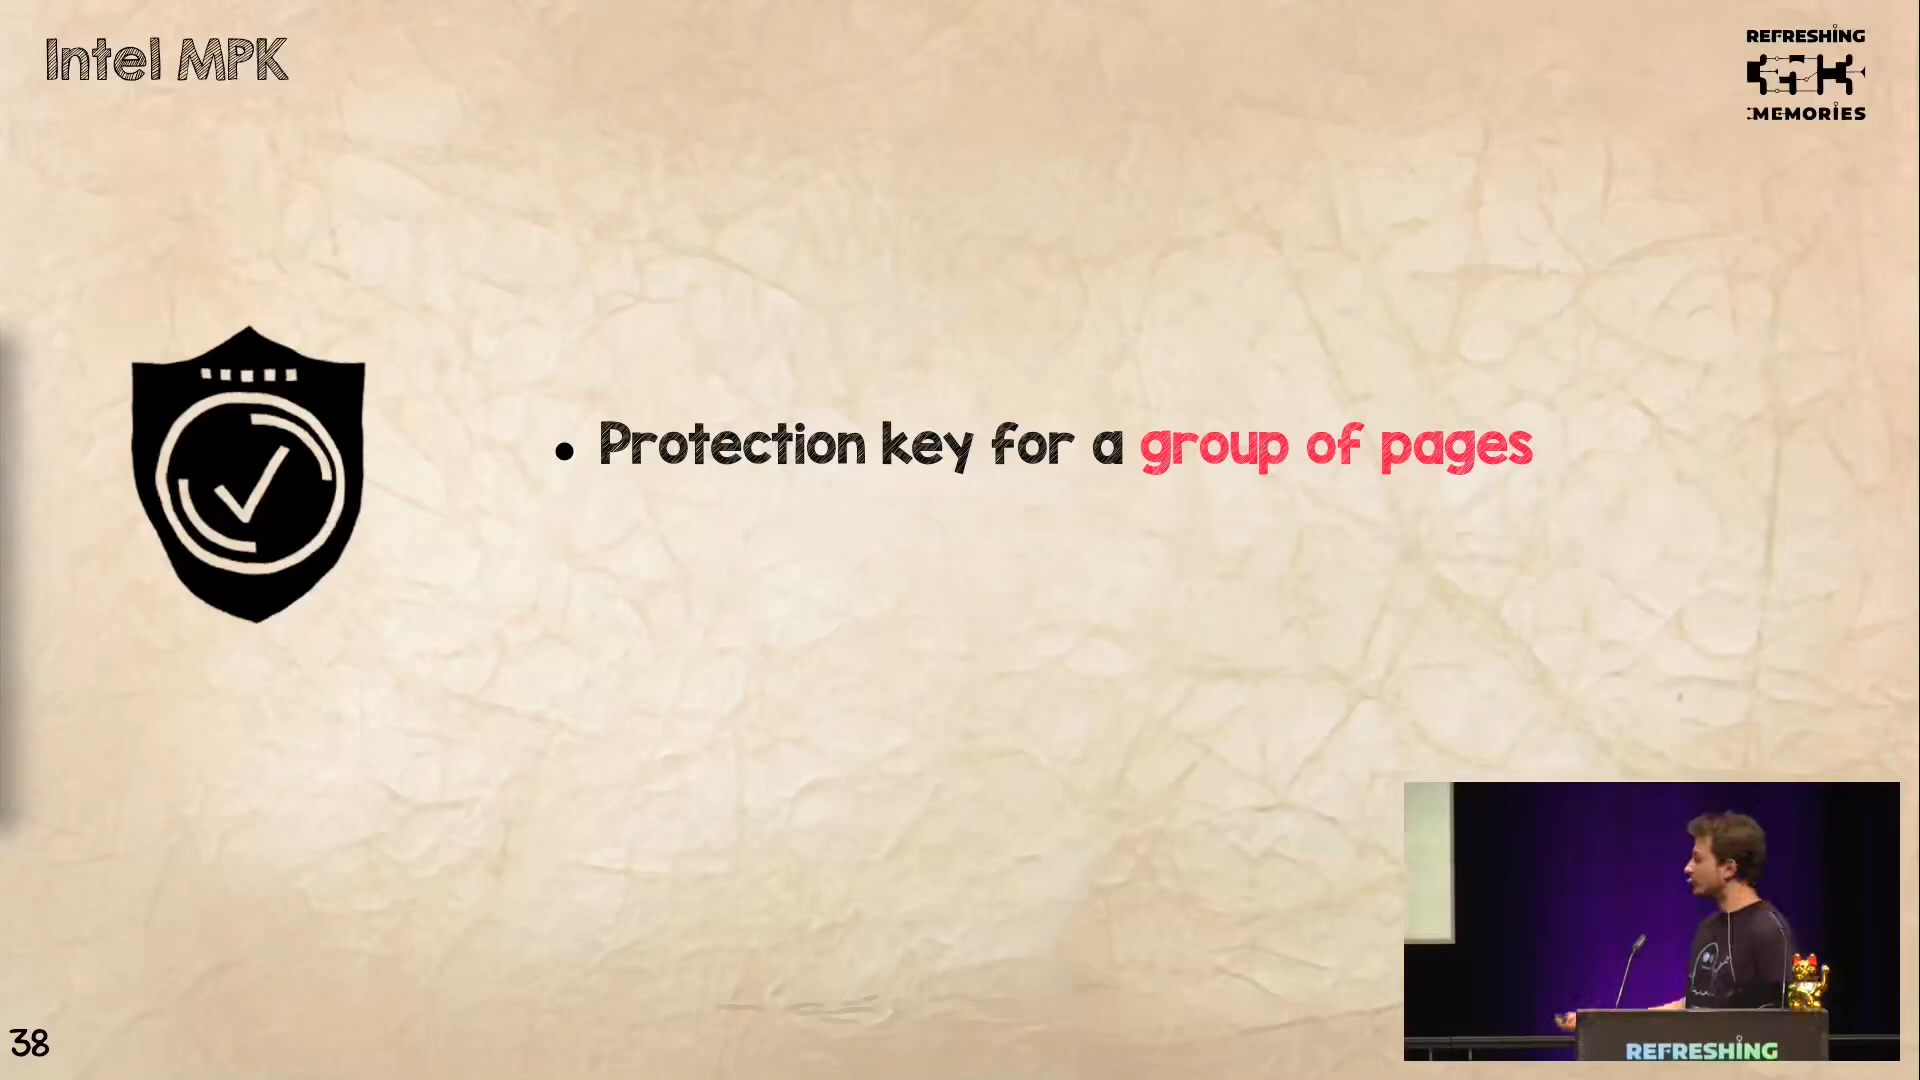 Intel MPK
REFRESHING
MEMORIES
• Protection key for a group of pages
38
REFRESHING